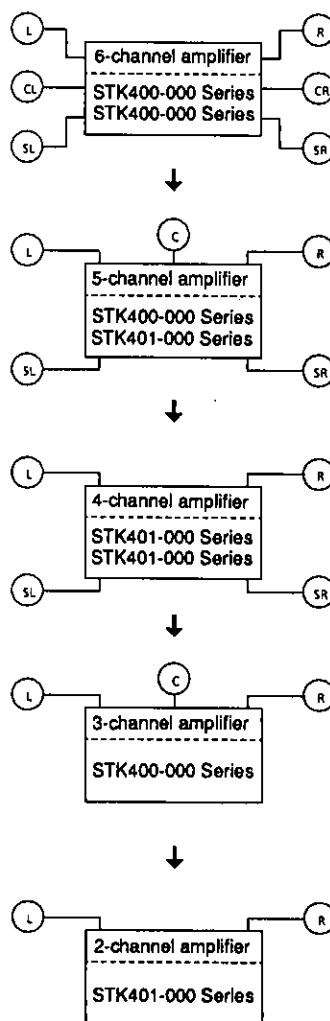 L
R
6-channel amplifier
CL
STK400-000 Series
CR
STK400-000 Series
SL
SR
C
L
R
5-channel amplifier
STK400-000 Series
STK401-000 Series
SL
SR
L
R
4-channel amplifier
STK401-000 Series
STK401-000 Series
SL
SR
C
L
R
3-channel amplifier
STK400-000 Series
L
R
2-channel amplifier
STK401-000 Series